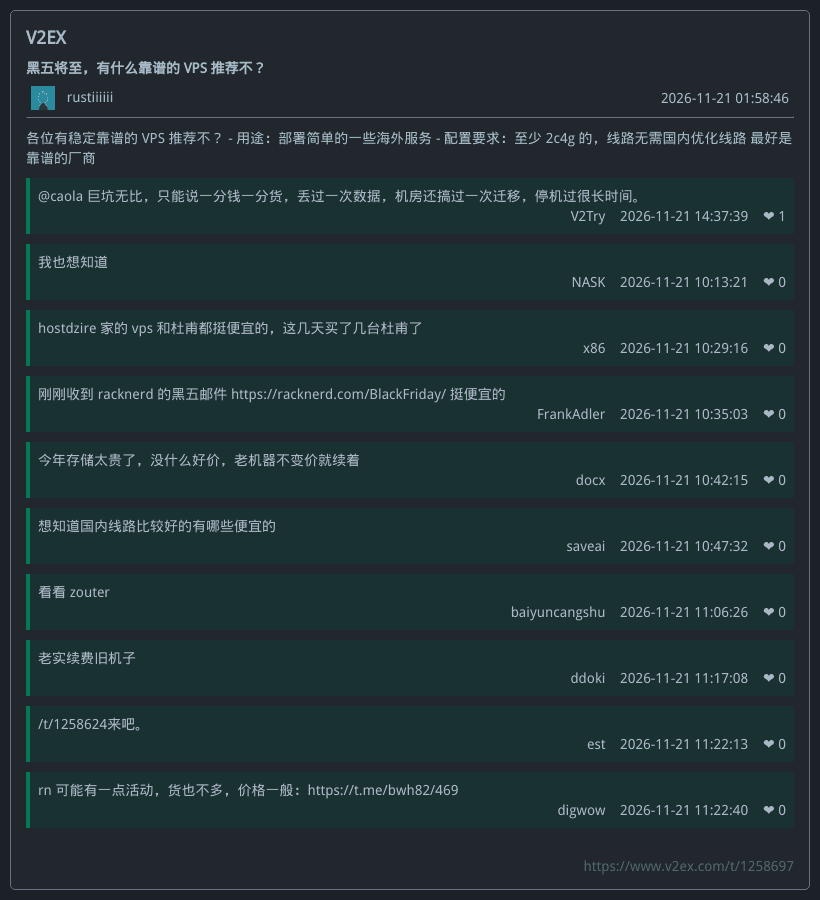 V2EX
黑五将至，有什么靠谱的 VPS 推荐不？
rustiiiiii
2026-11-21 01:58:46
各位有稳定靠谱的 VPS 推荐不？ - 用途：部署简单的一些海外服务 - 配置要求：至少 2c4g 的，线路无需国内优化线路 最好是
靠谱的厂商
@caola 巨坑无比，只能说一分钱一分货，丢过一次数据，机房还搞过一次迁移，停机过很长时间。
V2Try 2026-11-21 14:37:39 ❤ 1
我也想知道
NASK 2026-11-21 10:13:21 ❤ 0
hostdzire 家的 vps 和杜甫都挺便宜的，这几天买了几台杜甫了
x86 2026-11-21 10:29:16 ❤ 0
刚刚收到 racknerd 的黑五邮件 https://racknerd.com/BlackFriday/ 挺便宜的
FrankAdler 2026-11-21 10:35:03 ❤ 0
今年存储太贵了，没什么好价，老机器不变价就续着
docx 2026-11-21 10:42:15 ❤ 0
想知道国内线路比较好的有哪些便宜的
saveai 2026-11-21 10:47:32 ❤ 0
看看 zouter
baiyuncangshu 2026-11-21 11:06:26 ❤ 0
老实续费旧机子
ddoki 2026-11-21 11:17:08 ❤ 0
/t/1258624来吧。
est 2026-11-21 11:22:13 ❤ 0
rn 可能有一点活动，货也不多，价格一般：https://t.me/bwh82/469
digwow 2026-11-21 11:22:40 ❤ 0
https://www.v2ex.com/t/1258697